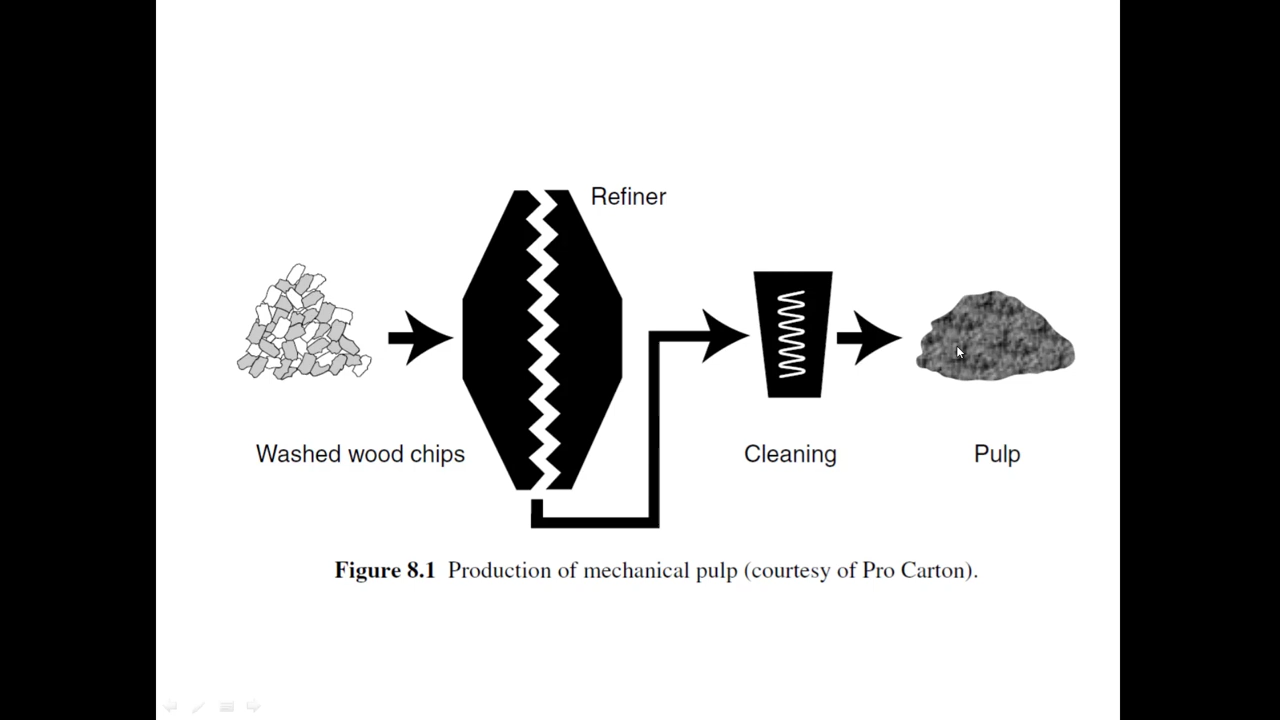 Refiner
Washed wood chips
Cleaning
Pulp
Figure 8.1 Production of mechanical pulp (courtesy of Pro Carton).